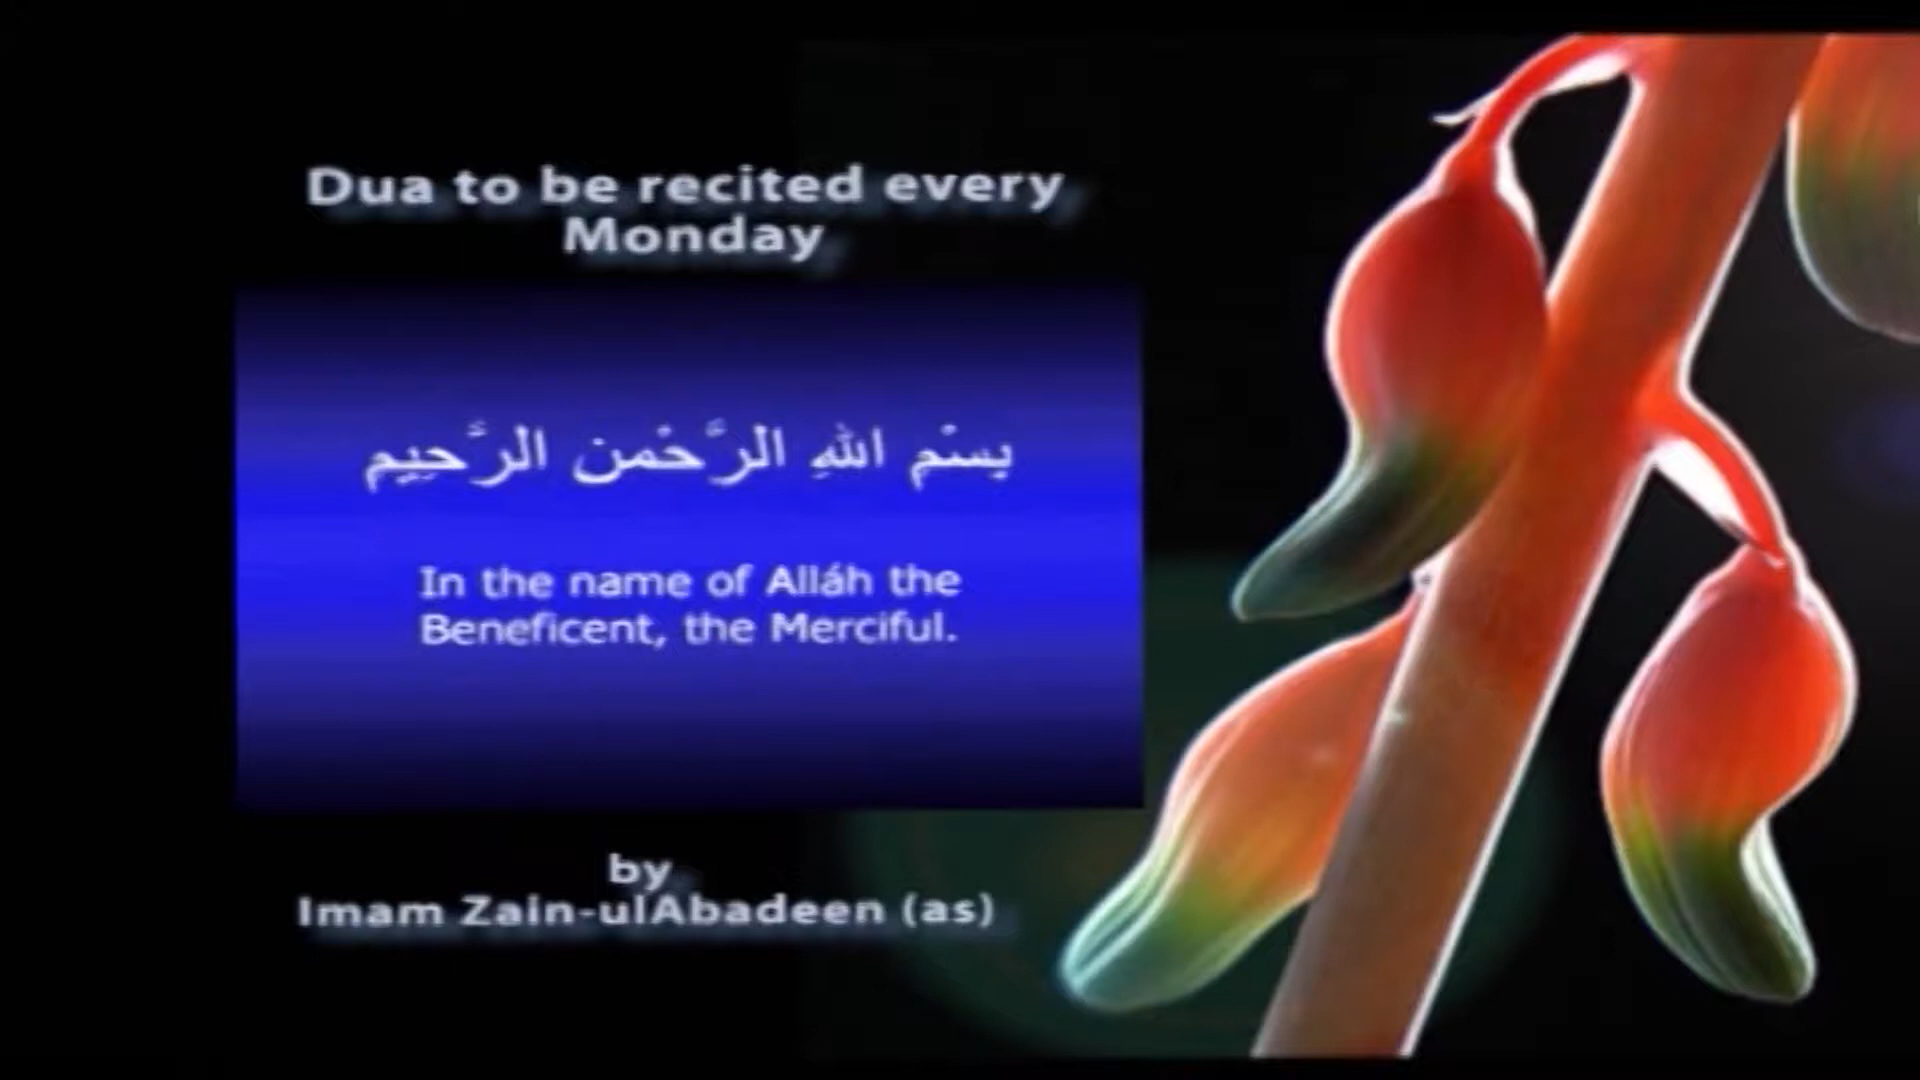 Dua to be recited every
Monday
بِسْمِ اللهِ الرَّحْمنِ الرَّحِيمِ
In the name of Alláh the
Beneficent, the Merciful.
by
Imam Zain-ulAbadeen (as)